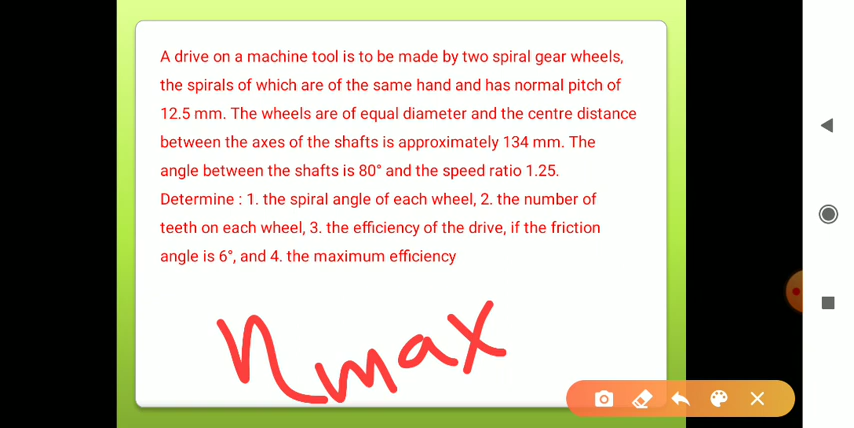 A drive on a machine tool is to be made by two spiral gear wheels,
the spirals of which are of the same hand and has normal pitch of
12.5 mm. The wheels are of equal diameter and the centre distance
between the axes of the shafts is approximately 134 mm. The
angle between the shafts is 80° and the speed ratio 1.25.
Determine : 1. the spiral angle of each wheel, 2. the number of
teeth on each wheel, 3. the efficiency of the drive, if the friction
angle is 6°, and 4. the maximum efficiency
η max